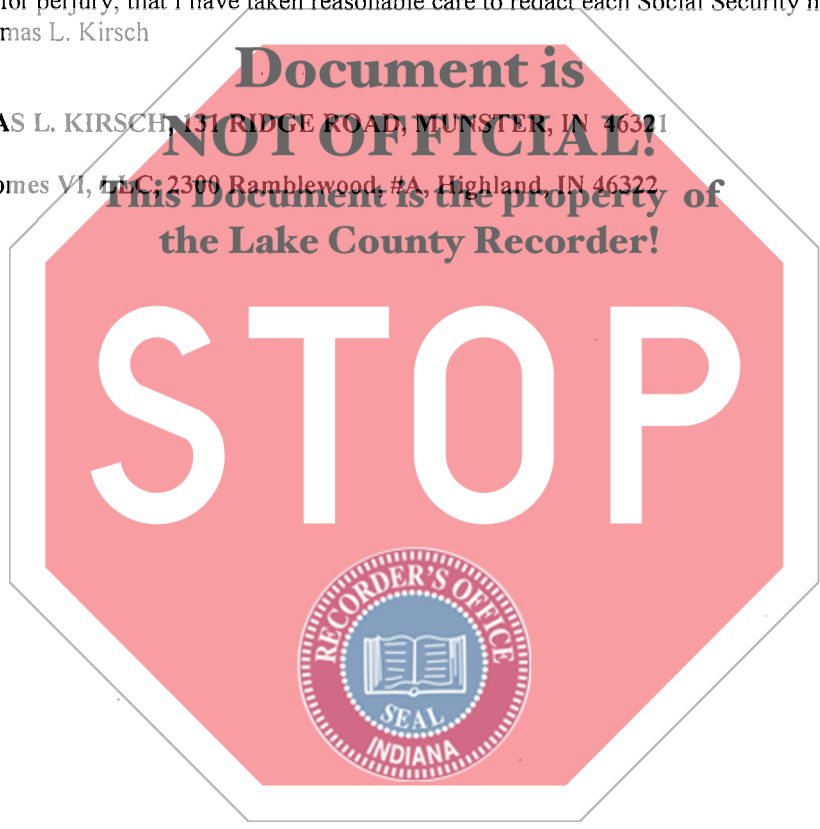 for perjury, that I have taken reasonable care to redact each Social Security
mas L. Kirsch
Document is
AS L. KIRSCH, 131 RIDGE ROAD, MUNSTER, IN 46321
NOT OFFICIAL!
omes VI, LLC; 2300 Ramblewood, #A, Highland, IN 46322
This Document is the property of
the Lake County Recorder!
STOP
RECORDER'S OFFICE
SEAL
INDIANA